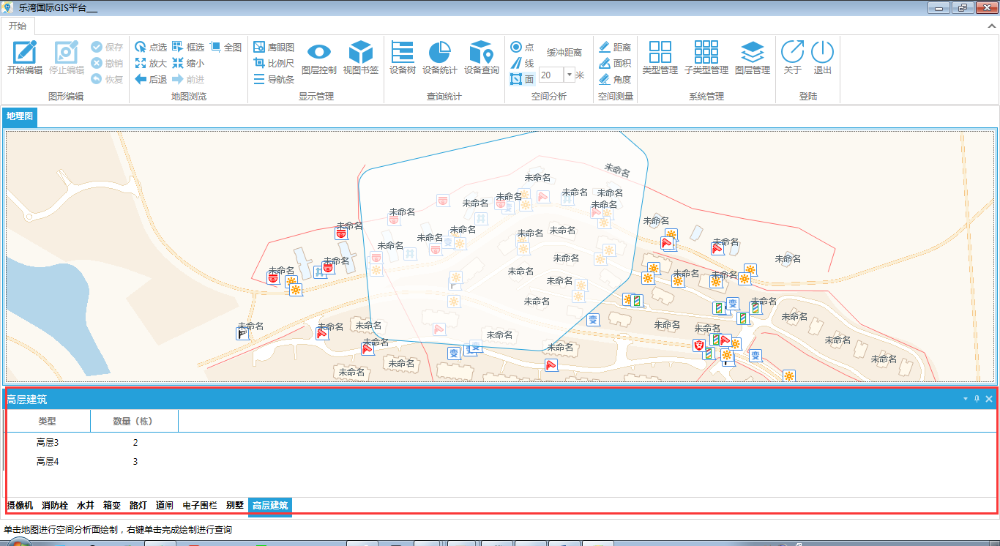 乐湾国际GIS平台___
开始
开始编辑 停止编辑 保存 撤销 恢复
图形编辑
点选 框选 全图
放大 缩小
后退 前进
地图浏览
鹰眼图
比例尺
导航条
图层控制 视图书签
显示管理
设备树 设备统计 设备查询
查询统计
点 缓冲距离
线
面 20 米
空间分析
距离
面积
角度
空间测量
类型管理 子类型管理 图层管理
系统管理
关于 退出
登陆
地理图
未命名
未命名
未命名 未命名
未命名 未命名
未命名
未命名
未命名
未命名
未命名
未命名 未命名
未命名
未命名
未命名
未命名
未命名
未命名
未命名
未命名
未命名 未命名
未命名
未命名
未命名
未命名
未命名
未命名 未命名 未命名
未命名
未命名
未命名
未命名
未命名
未命名
未命名
未命名
变
变
变
变
变
变
变
变
高层建筑
类型 数量（栋）
高层3 2
高层4 3
摄像机 消防栓 水井 箱变 路灯 道闸 电子围栏 别墅 高层建筑
单击地图进行空间分析面绘制，右键单击完成绘制进行查询